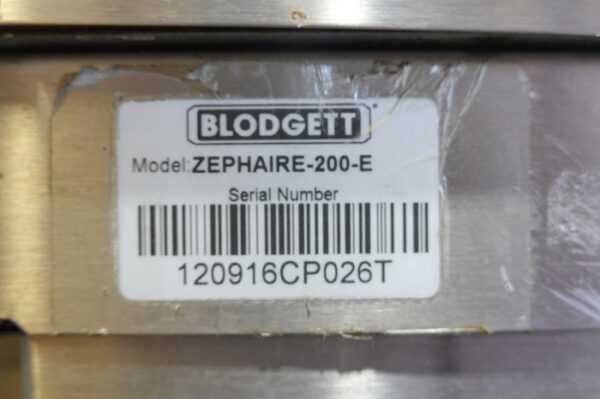 BLODGETT
Model:ZEPHAIRE-200-E
Serial Number
120916CP026T